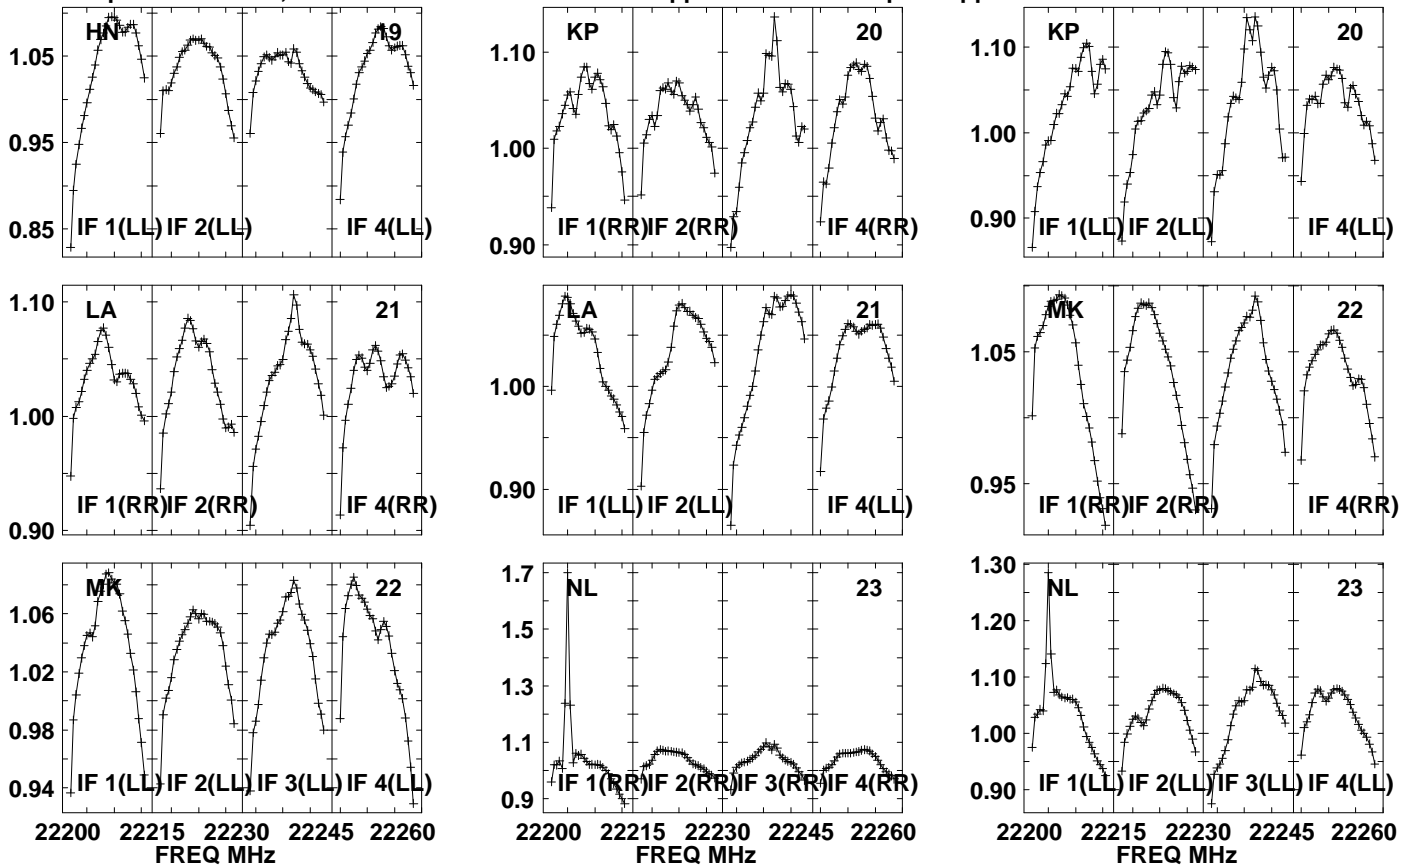 HN 19
KP 20
KP 20
1.05
0.95
0.85
1.10
1.00
0.90
1.10
1.00
0.90
IF 1(LL) IF 2(LL) IF 4(LL)
IF 1(RR) IF 2(RR) IF 4(RR)
IF 1(LL) IF 2(LL) IF 4(LL)
LA 21
LA 21
MK 22
1.10
1.00
0.90
1.00
0.90
1.05
0.95
IF 1(RR) IF 2(RR) IF 4(RR)
IF 1(LL) IF 2(LL) IF 4(LL)
IF 1(RR) IF 2(RR) IF 4(RR)
MK 22
NL 23
NL 23
1.06
1.02
0.98
0.94
1.7
1.5
1.3
1.1
0.9
1.30
1.20
1.10
1.00
0.90
IF 1(LL) IF 2(LL) IF 3(LL) IF 4(LL)
IF 1(RR) IF 2(RR) IF 3(RR) IF 4(RR)
IF 1(LL) IF 2(LL) IF 3(LL) IF 4(LL)
22200 22215 22230 22245 22260
22200 22215 22230 22245 22260
22200 22215 22230 22245 22260
FREQ MHz
FREQ MHz
FREQ MHz